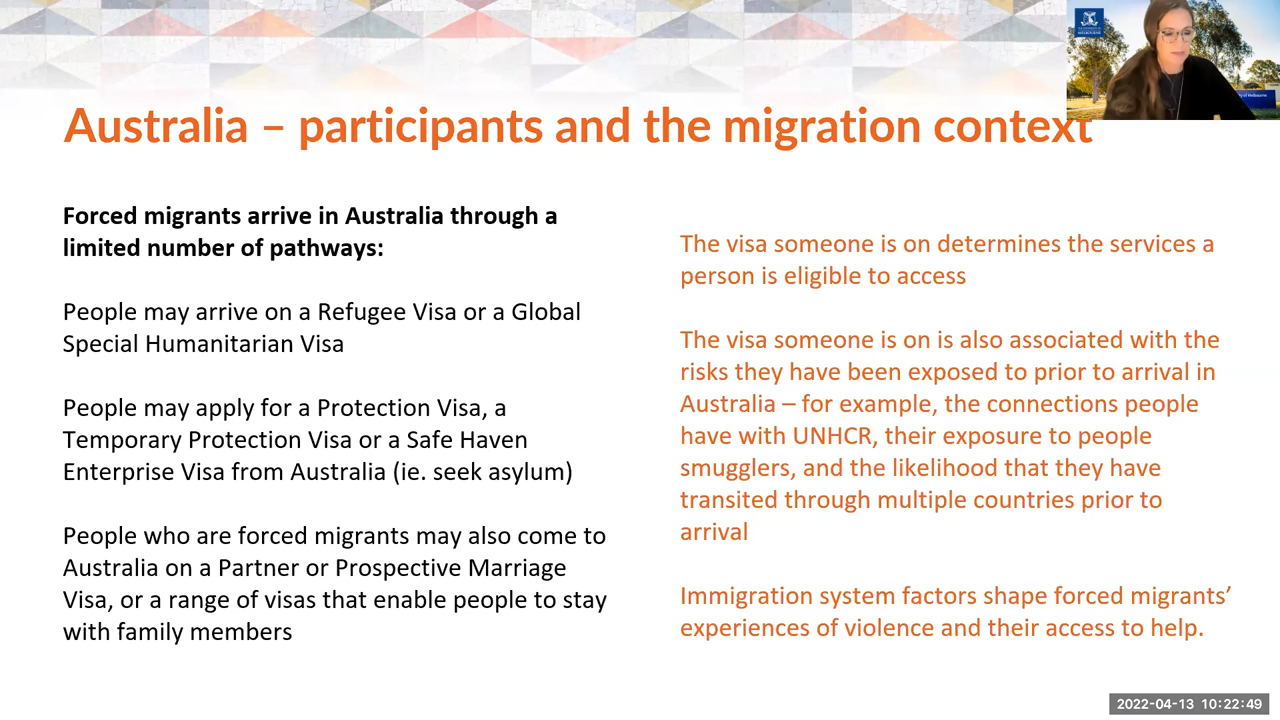 Australia – participants and the migration context
Forced migrants arrive in Australia through a
limited number of pathways:
People may arrive on a Refugee Visa or a Global
Special Humanitarian Visa
People may apply for a Protection Visa, a
Temporary Protection Visa or a Safe Haven
Enterprise Visa from Australia (ie. seek asylum)
People who are forced migrants may also come to
Australia on a Partner or Prospective Marriage
Visa, or a range of visas that enable people to stay
with family members
The visa someone is on determines the services a
person is eligible to access
The visa someone is on is also associated with the
risks they have been exposed to prior to arrival in
Australia – for example, the connections people
have with UNHCR, their exposure to people
smugglers, and the likelihood that they have
transited through multiple countries prior to
arrival
Immigration system factors shape forced migrants’
experiences of violence and their access to help.
MELBOURNE
of Melbourne
2022-04-13 10:22:49